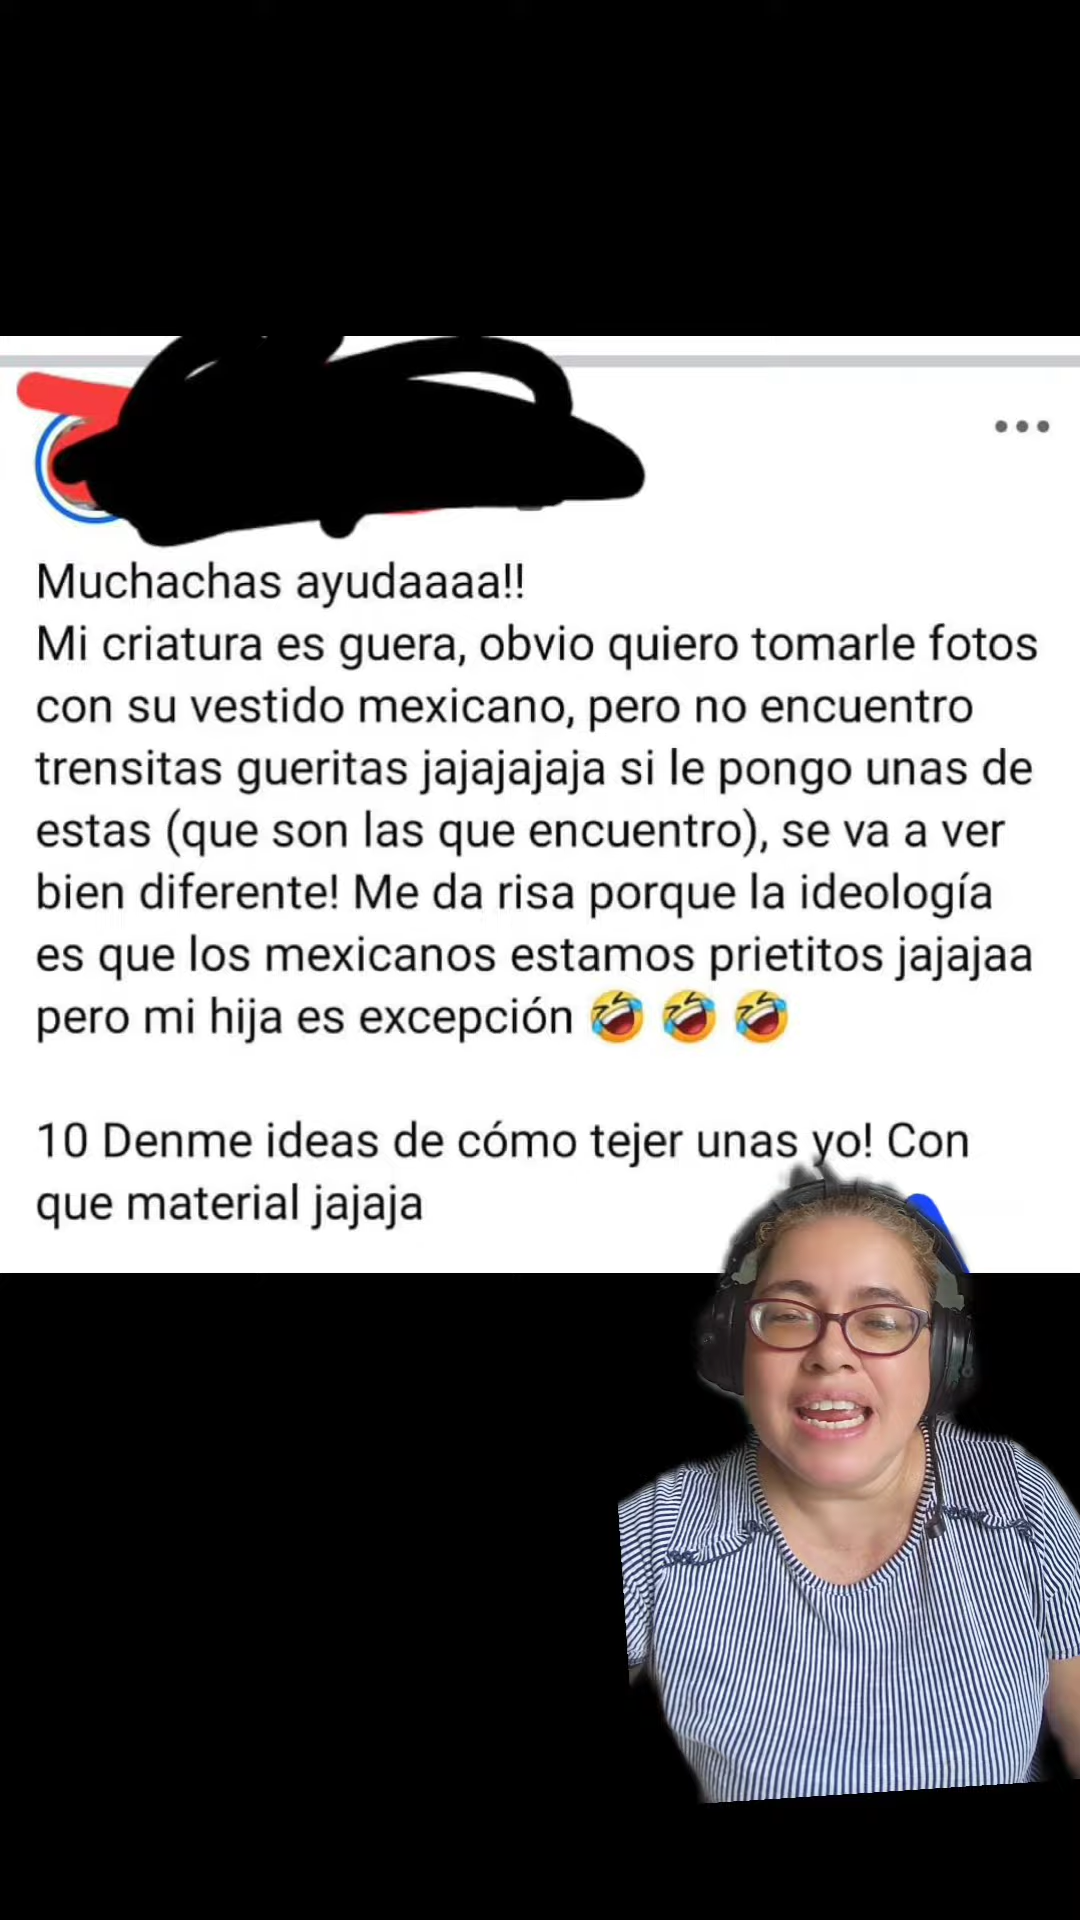 Muchachas ayudaaaa!!
Mi criatura es guera, obvio quiero tomarle fotos
con su vestido mexicano, pero no encuentro
trensitas gueritas jajajajaja si le pongo unas de
estas (que son las que encuentro), se va a ver
bien diferente! Me da risa porque la ideología
es que los mexicanos estamos prietitos jajajaa
pero mi hija es excepción 🤣 🤣 🤣
10 Denme ideas de cómo tejer unas yo! Con
que material jajaja